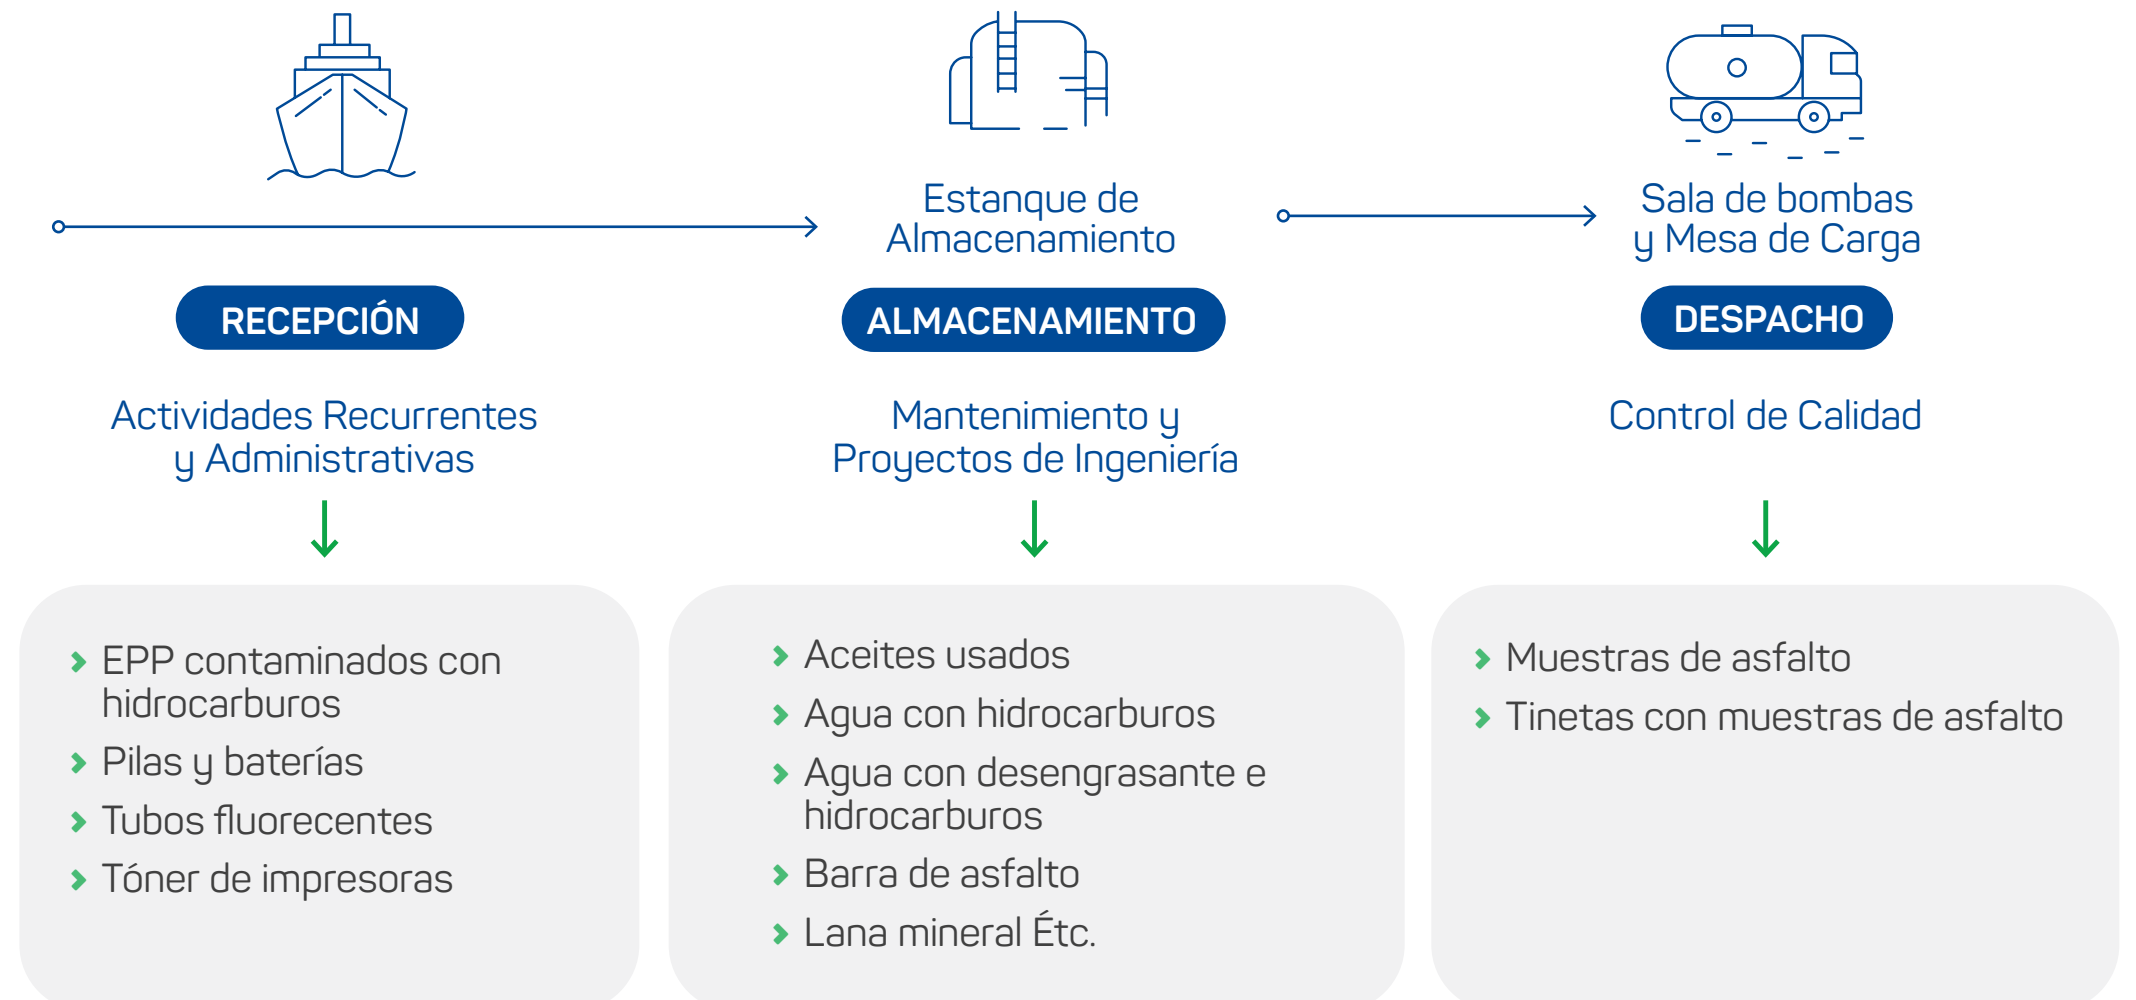 Estanque de
Almacenamiento
Sala de bombas
y Mesa de Carga
RECEPCIÓN
ALMACENAMIENTO
DESPACHO
Actividades Recurrentes
y Administrativas
Mantenimiento y
Proyectos de Ingeniería
Control de Calidad
EPP contaminados con
hidrocarburos
Pilas y baterías
Tubos fluorecentes
Tóner de impresoras
Aceites usados
Agua con hidrocarburos
Agua con desengrasante e
hidrocarburos
Barra de asfalto
Lana mineral Étc.
Muestras de asfalto
Tinetas con muestras de asfalto